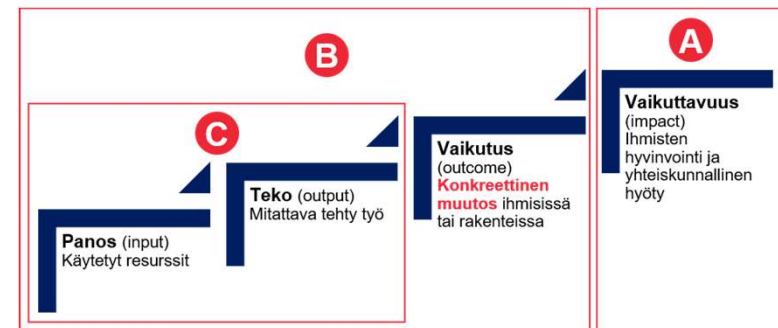 B
A
C
Vaikuttavuus
(impact)
Ihmisten
hyvinvointi ja
yhteiskunnallinen
hyöty
Vaikutus
(outcome)
Konkreettinen
muutos ihmisissä
tai rakenteissa
Teko (output)
Mitattava tehty työ
Panos (input)
Käytetyt resurssit